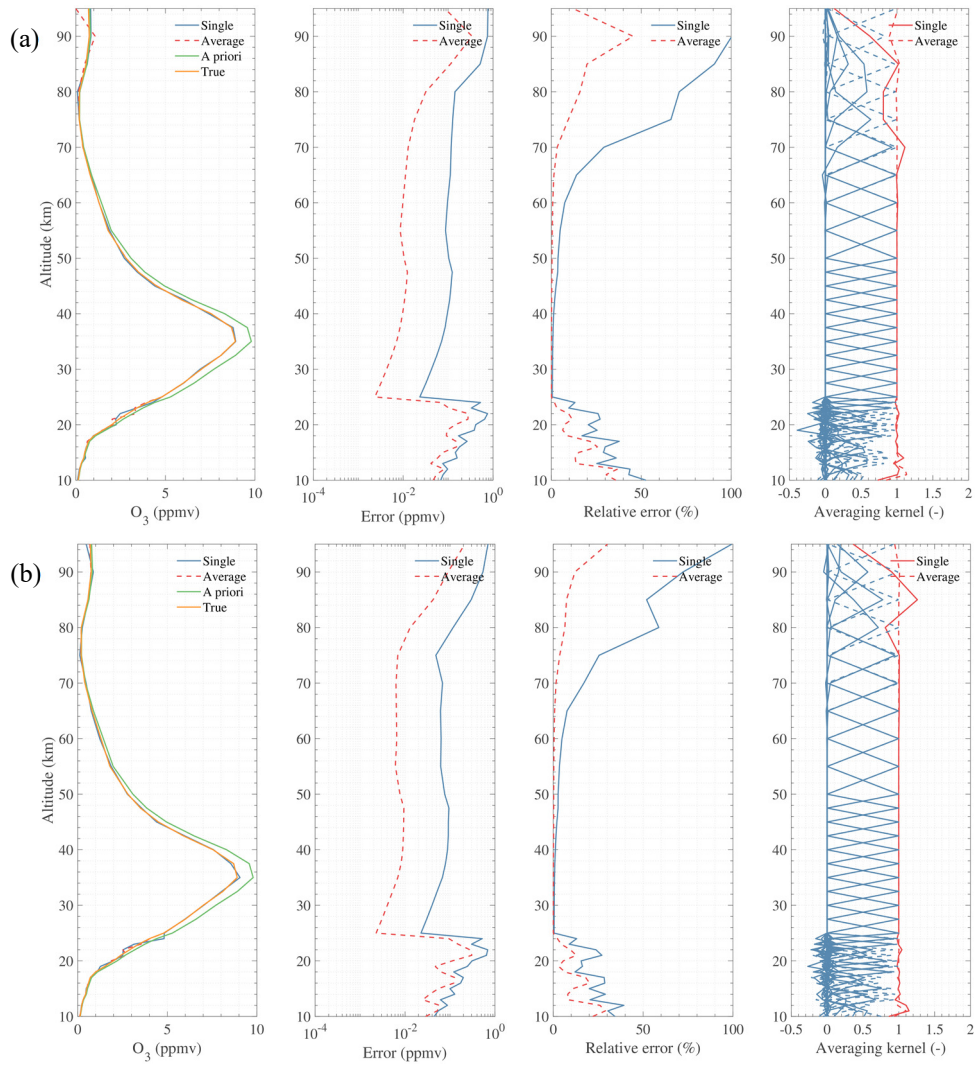 (a)
Altitude (km)
90
80
70
60
50
40
30
20
10
0 5 10
O3 (ppmv)
Single
Average
A priori
True
10^-4 10^-2 10^0
Error (ppmv)
Single
Average
0 50 100
Relative error (%)
Single
Average
-0.5 0 0.5 1 1.5 2
Averaging kernel (-)
Single
Average
(b)
Altitude (km)
90
80
70
60
50
40
30
20
10
0 5 10
O3 (ppmv)
Single
Average
A priori
True
10^-4 10^-2 10^0
Error (ppmv)
Single
Average
0 50 100
Relative error (%)
Single
Average
-0.5 0 0.5 1 1.5 2
Averaging kernel (-)
Single
Average